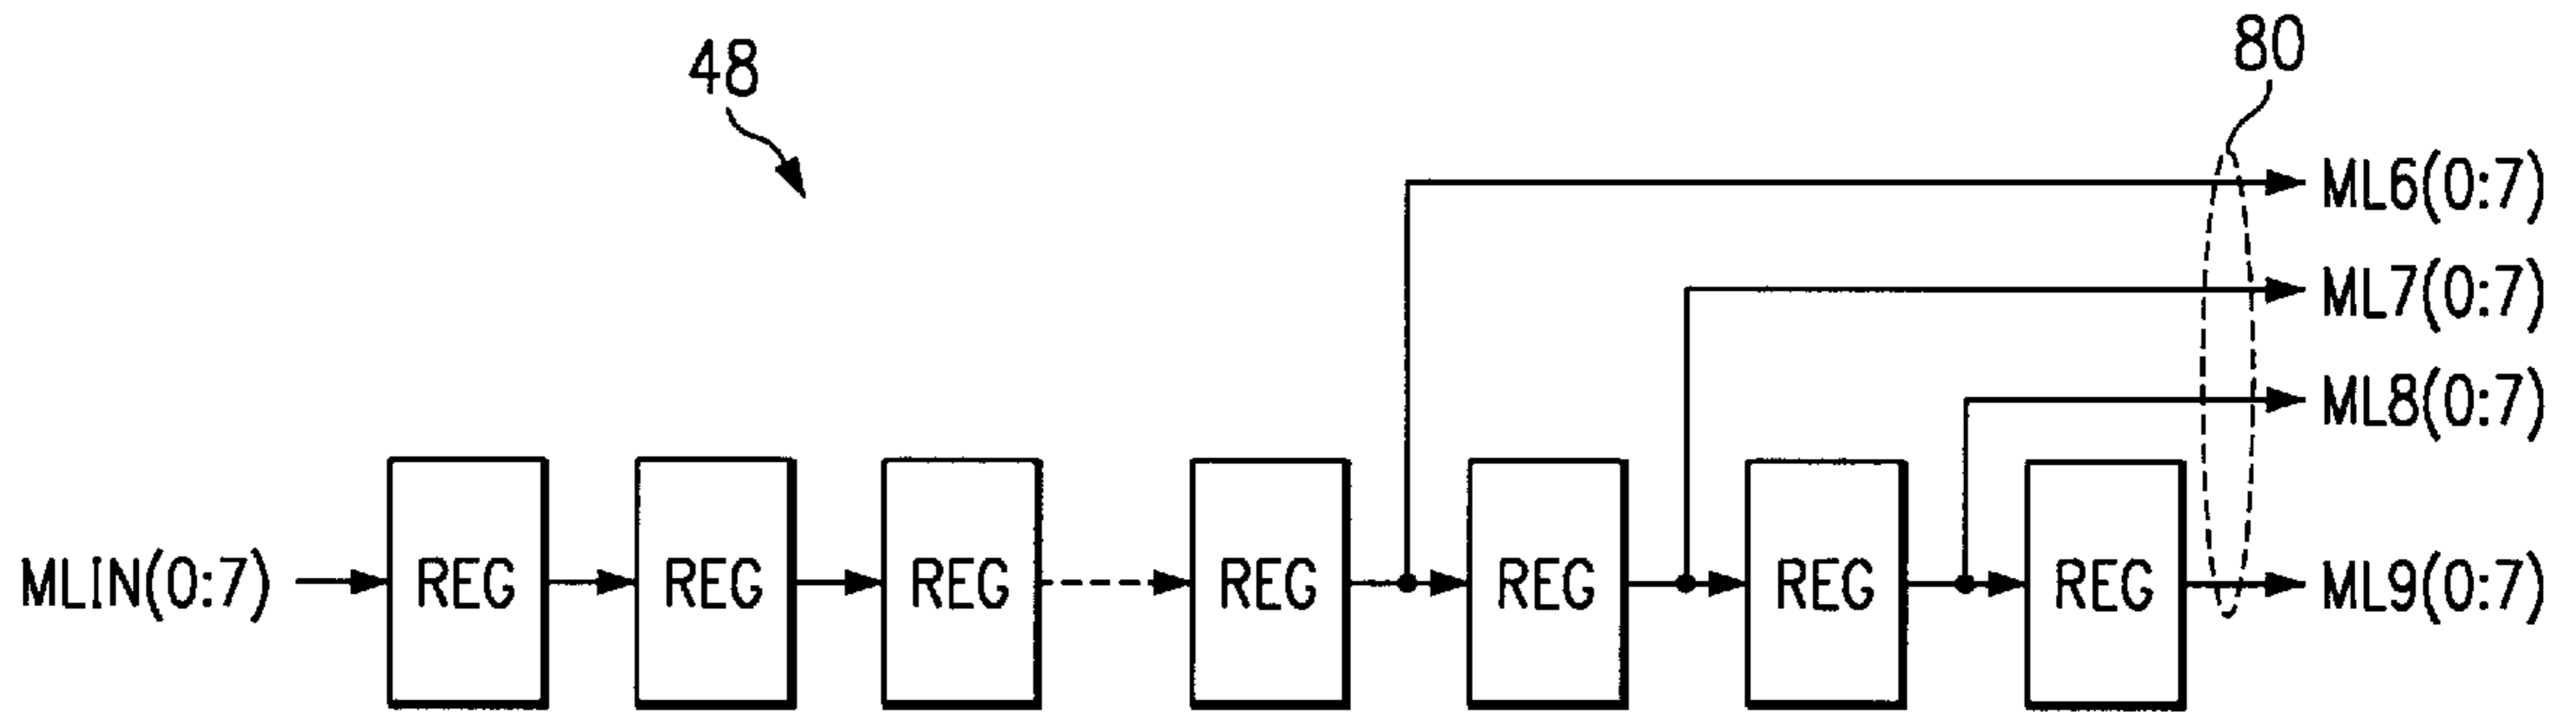 48
80
ML6(0:7)
ML7(0:7)
ML8(0:7)
MLIN(0:7) REG REG REG REG REG REG REG ML9(0:7)